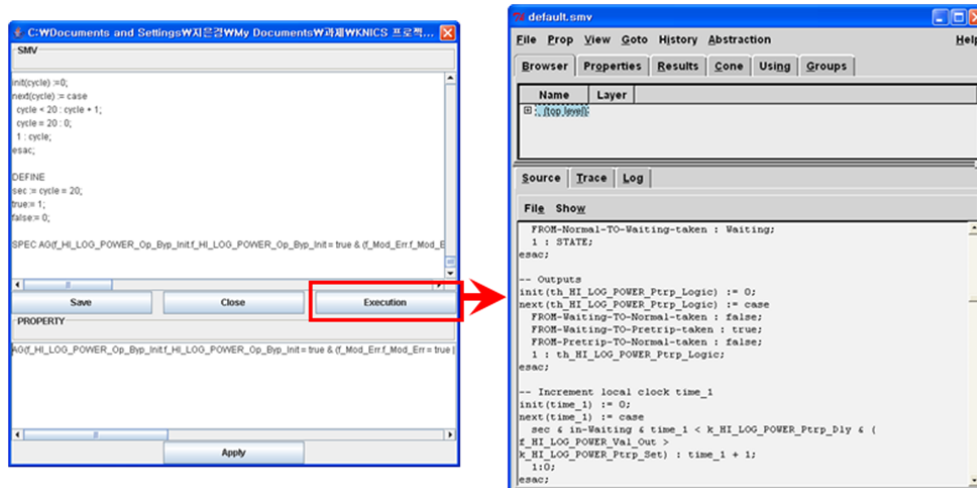 C:₩Documents and Settings₩지은경₩My Documents₩과제₩KNICS 프로젝...
SMV
init(cycle) :=0;
next(cycle) := case
cycle < 20 : cycle + 1;
cycle = 20 : 0;
1 : cycle;
esac;
DEFINE
sec := cycle = 20;
true:= 1;
false:= 0;
SPEC AG(f_HI_LOG_POWER_Op_Byp_Init.f_HI_LOG_POWER_Op_Byp_Init = true & (f_Mod_Err.f_Mod_E
Save
Close
Execution
PROPERTY
AG(f_HI_LOG_POWER_Op_Byp_Init.f_HI_LOG_POWER_Op_Byp_Init = true & (f_Mod_Err.f_Mod_Err = true |
Apply
default.smv
File Prop View Goto History Abstraction Help
Browser Properties Results Cone Using Groups
Name Layer
(top level)
Source Trace Log
File Show
FROM-Normal-TO-Waiting-taken : Waiting;
1 : STATE;
esac;
-- Outputs
init(th_HI_LOG_POWER_Ptrp_Logic) := 0;
next(th_HI_LOG_POWER_Ptrp_Logic) := case
FROM-Waiting-TO-Normal-taken : false;
FROM-Waiting-TO-Pretrip-taken : true;
FROM-Pretrip-TO-Normal-taken : false;
1 : th_HI_LOG_POWER_Ptrp_Logic;
esac;
-- Increment local clock time_1
init(time_1) := 0;
next(time_1) := case
sec & in-Waiting & time_1 < k_HI_LOG_POWER_Ptrp_Dly & (
f_HI_LOG_POWER_Val_Out >
k_HI_LOG_POWER_Ptrp_Set) : time_1 + 1;
1:0;
esac;